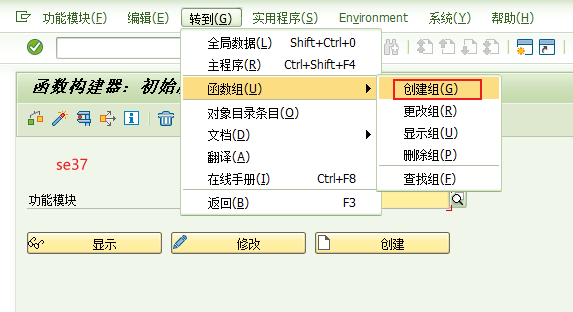 功能模块(F) 编辑(E) 转到(G) 实用程序(S) Environment 系统(Y) 帮助(H)
全局数据(L) Shift+Ctrl+0
主程序(R) Ctrl+Shift+F4
函数构建器：初始
函数组(U)
创建组(G)
对象目录条目(O)
更改组(R)
文档(D)
显示组(U)
翻译(A)
删除组(P)
se37
在线手册(I) Ctrl+F8
查找组(F)
功能模块
返回(B) F3
显示 修改 创建